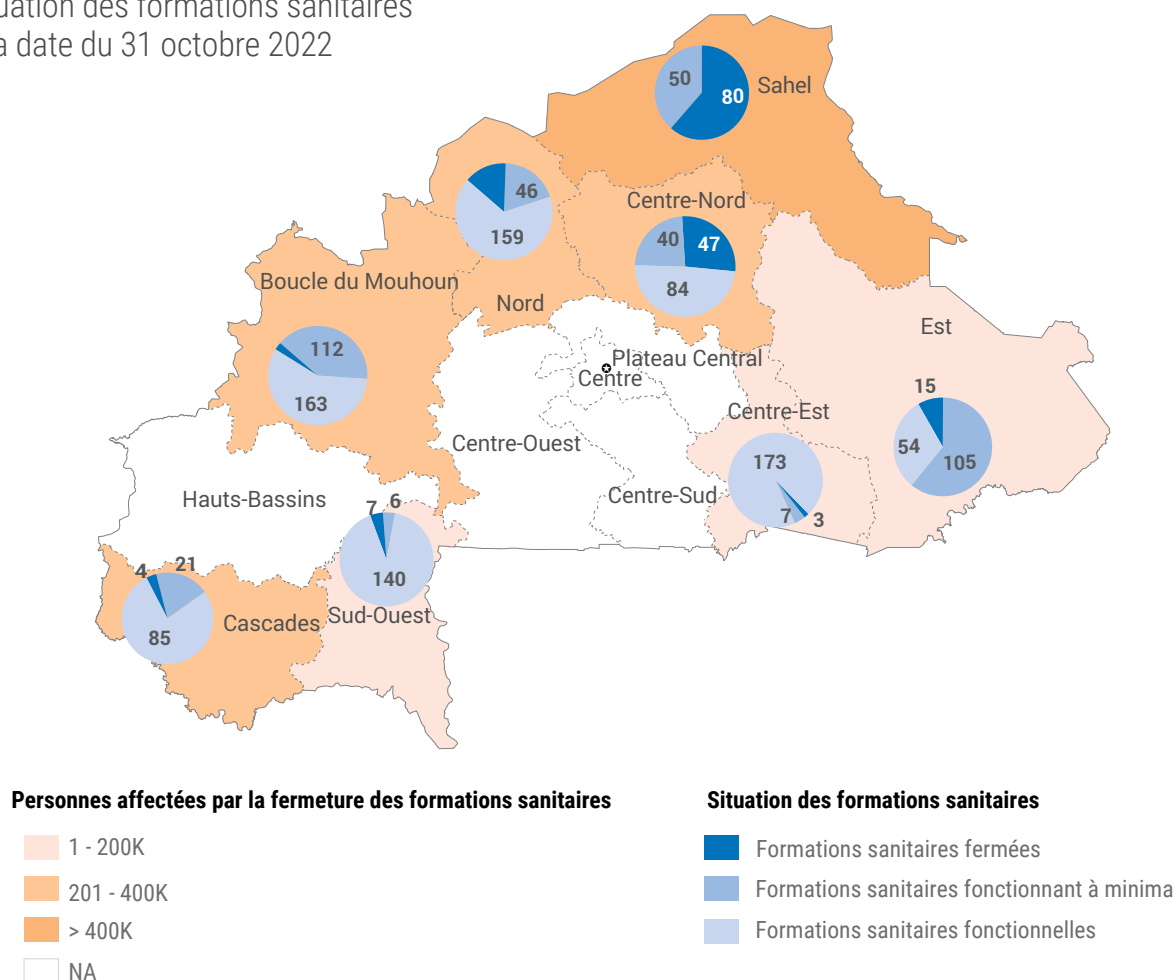 uation des formations sanitaires
a date du 31 octobre 2022
50
80
Sahel
46
159
Centre-Nord
40
47
84
Boucle du Mouhoun
Nord
Est
112
163
Plateau Central
Centre
15
54
105
Centre-Est
173
7
3
Centre-Ouest
Centre-Sud
Hauts-Bassins
7
6
140
4
21
85
Cascades
Sud-Ouest
Personnes affectées par la fermeture des formations sanitaires
1 - 200K
201 - 400K
> 400K
NA
Situation des formations sanitaires
Formations sanitaires fermées
Formations sanitaires fonctionnant à minima
Formations sanitaires fonctionnelles